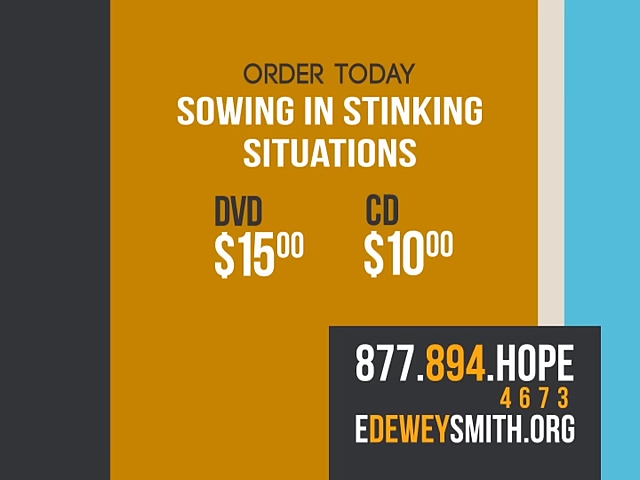 ORDER TODAY
SOWING IN STINKING
SITUATIONS
DVD CD
$1500 $1000
877.894.HOPE
4673
EDEWEYSMITH.ORG